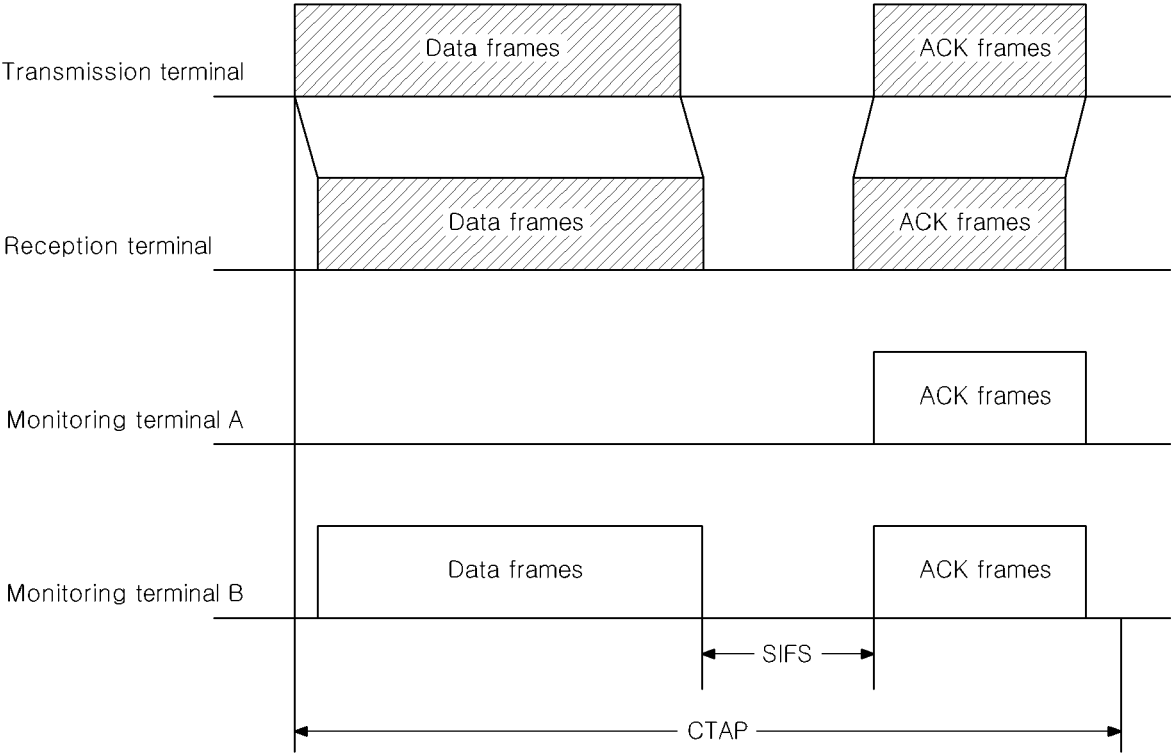 Data frames
ACK frames
Transmission terminal
Data frames
ACK frames
Reception terminal
ACK frames
Monitoring terminal A
Data frames
ACK frames
Monitoring terminal B
SIFS
CTAP